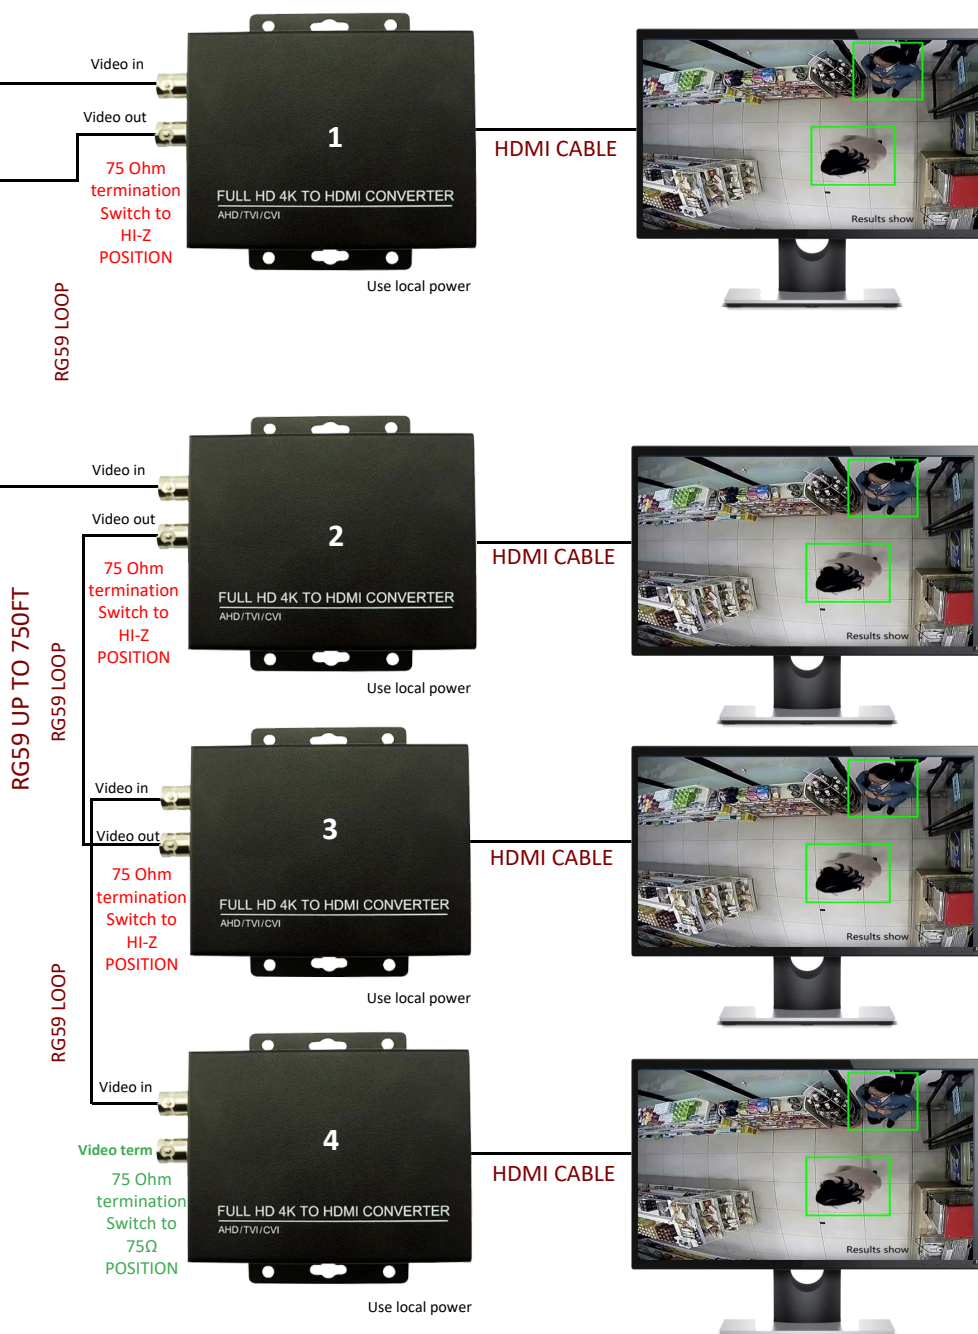 Video in
Video out
75 Ohm
termination
Switch to
HI-Z
POSITION
1
FULL HD 4K TO HDMI CONVERTER
AHD/TVI/CVI
Use local power
HDMI CABLE
Results show
RG59 LOOP
Video in
Video out
75 Ohm
termination
Switch to
HI-Z
POSITION
2
FULL HD 4K TO HDMI CONVERTER
AHD/TVI/CVI
Use local power
HDMI CABLE
Results show
RG59 UP TO 750FT
RG59 LOOP
Video in
Video out
75 Ohm
termination
Switch to
HI-Z
POSITION
3
FULL HD 4K TO HDMI CONVERTER
AHD/TVI/CVI
Use local power
HDMI CABLE
Results show
RG59 LOOP
Video in
Video term
75 Ohm
termination
Switch to
75Ω
POSITION
4
FULL HD 4K TO HDMI CONVERTER
AHD/TVI/CVI
Use local power
HDMI CABLE
Results show